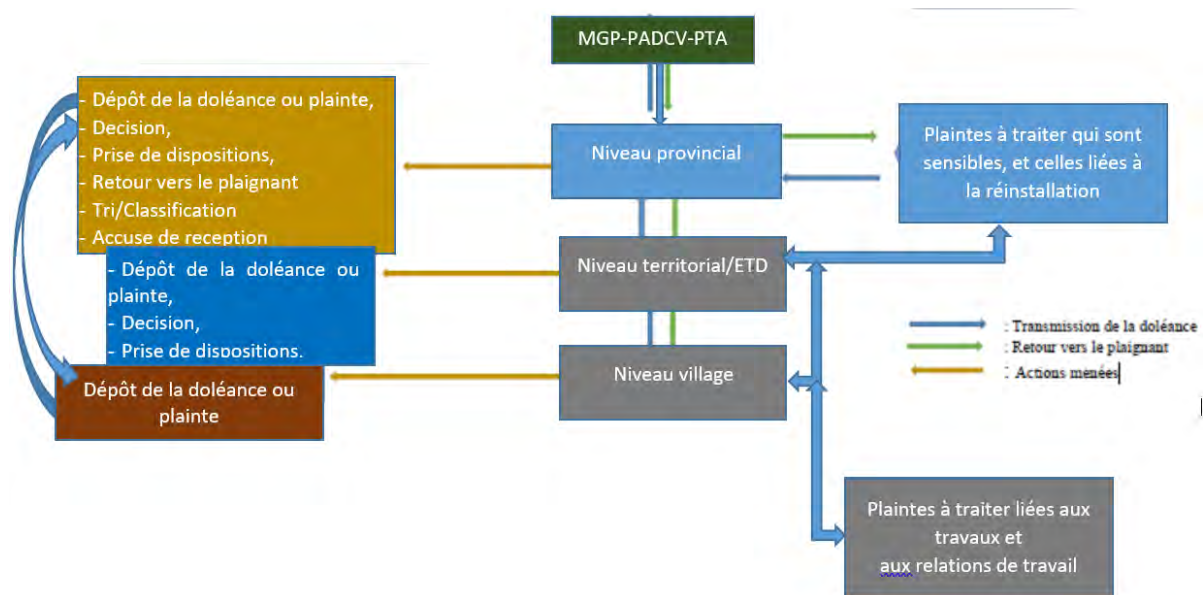 MGP-PADCV-PTA
- Dépôt de la doléance ou plainte,
- Decision,
- Prise de dispositions,
- Retour vers le plaignant
- Tri/Classification
- Accuse de reception
Niveau provincial
Plaintes à traiter qui sont
sensibles, et celles liées à
la réinstallation
- Dépôt de la doléance ou
plainte,
- Decision,
- Prise de dispositions.
Niveau territorial/ETD
: Transmission de la doléance
: Retour vers le plaignant
: Actions menées
Dépôt de la doléance ou
plainte
Niveau village
Plaintes à traiter liées aux
travaux et
aux relations de travail